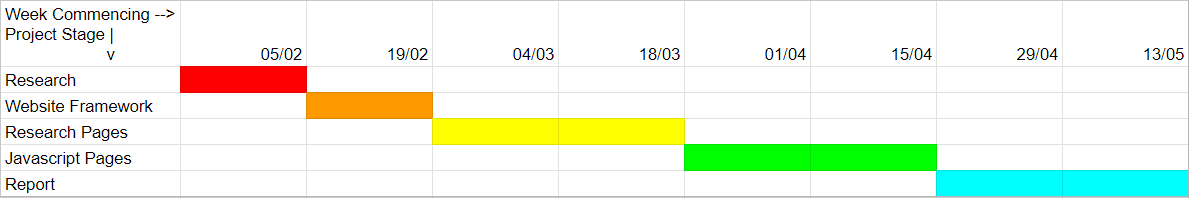 Week Commencing -->
Project Stage |
v 05/02 19/02 04/03 18/03 01/04 15/04 29/04 13/05
Research
Website Framework
Research Pages
Javascript Pages
Report